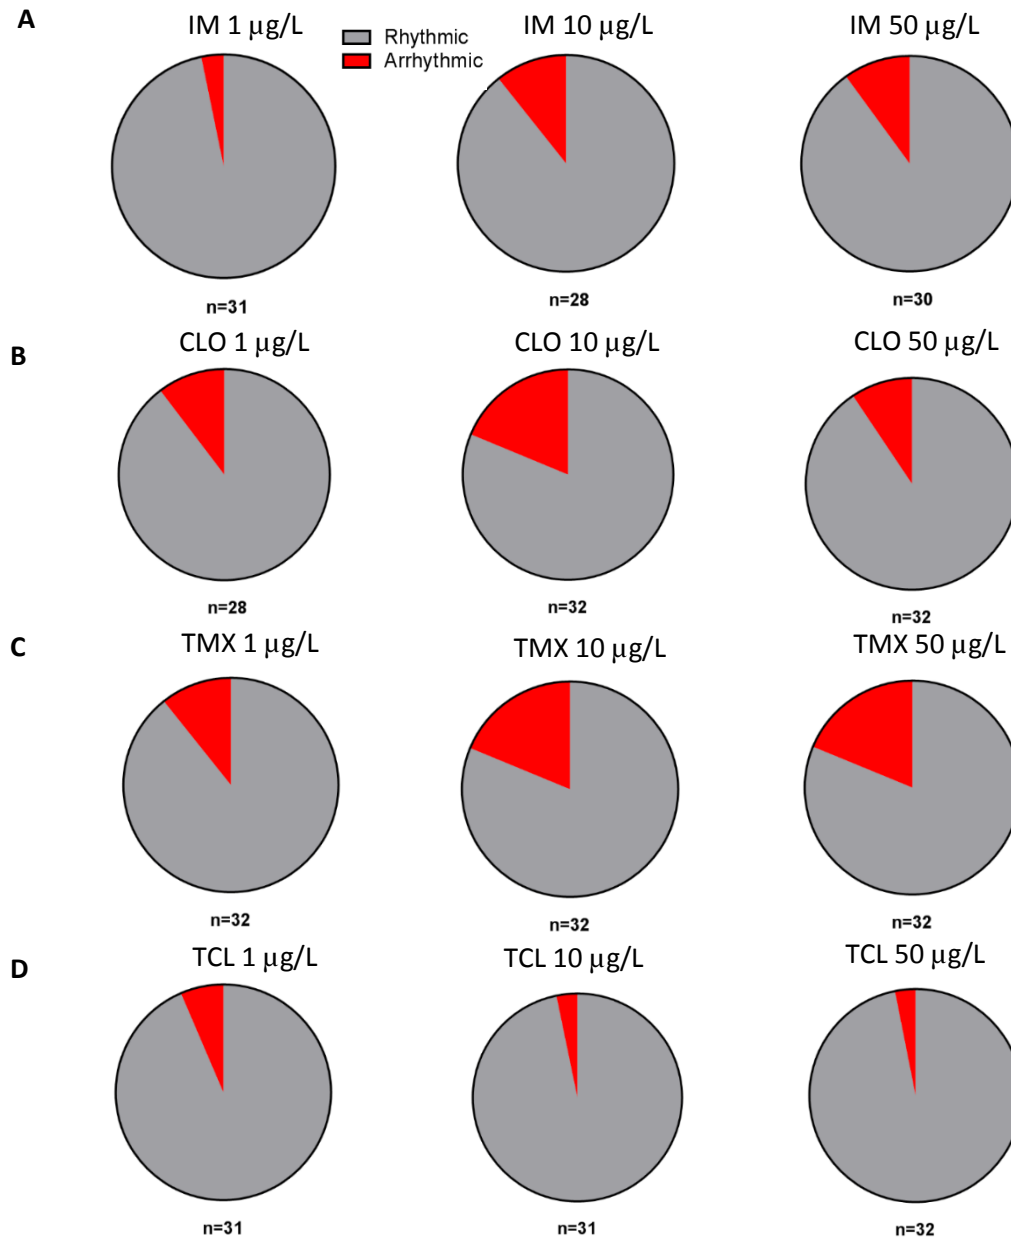 A
IM 1 μg/L
IM 10 μg/L
IM 50 μg/L
Rhythmic
Arrhythmic
n=31
n=28
n=30
B
CLO 1 μg/L
CLO 10 μg/L
CLO 50 μg/L
n=28
n=32
n=32
C
TMX 1 μg/L
TMX 10 μg/L
TMX 50 μg/L
n=32
n=32
n=32
D
TCL 1 μg/L
TCL 10 μg/L
TCL 50 μg/L
n=31
n=31
n=32